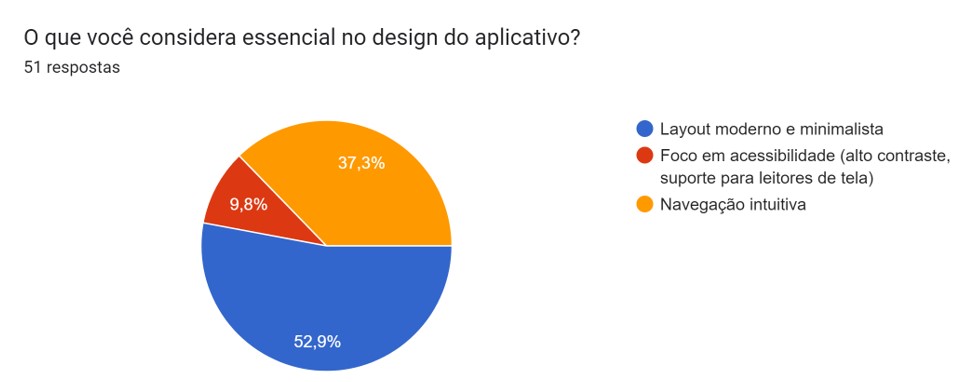 O que você considera essencial no design do aplicativo?
51 respostas
Layout moderno e minimalista
Foco em acessibilidade (alto contraste,
suporte para leitores de tela)
Navegação intuitiva
37,3%
9,8%
52,9%